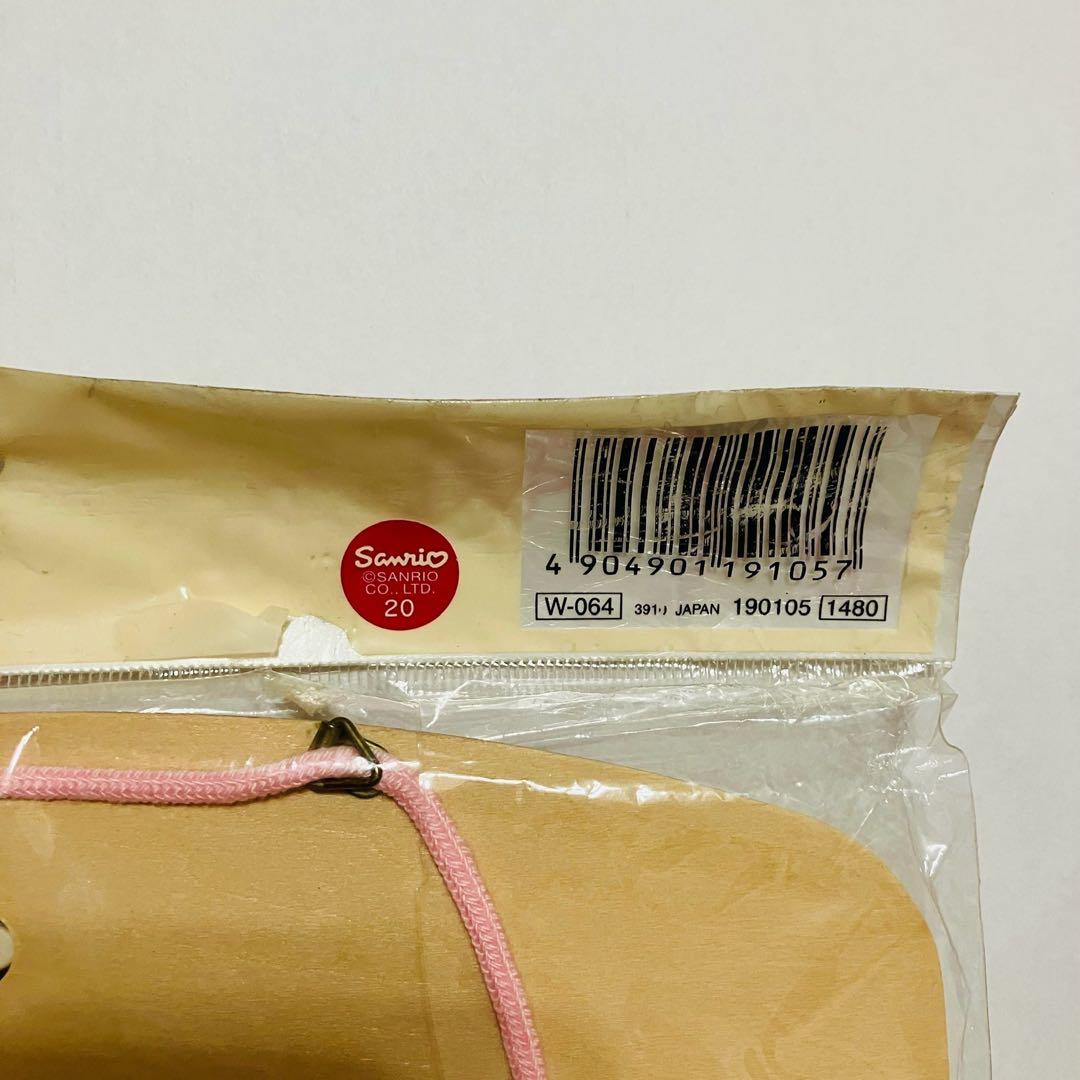 Sanrio
©SANRIO
CO., LTD.
20
4 904901 191057
W-064 JAPAN 190105 1480